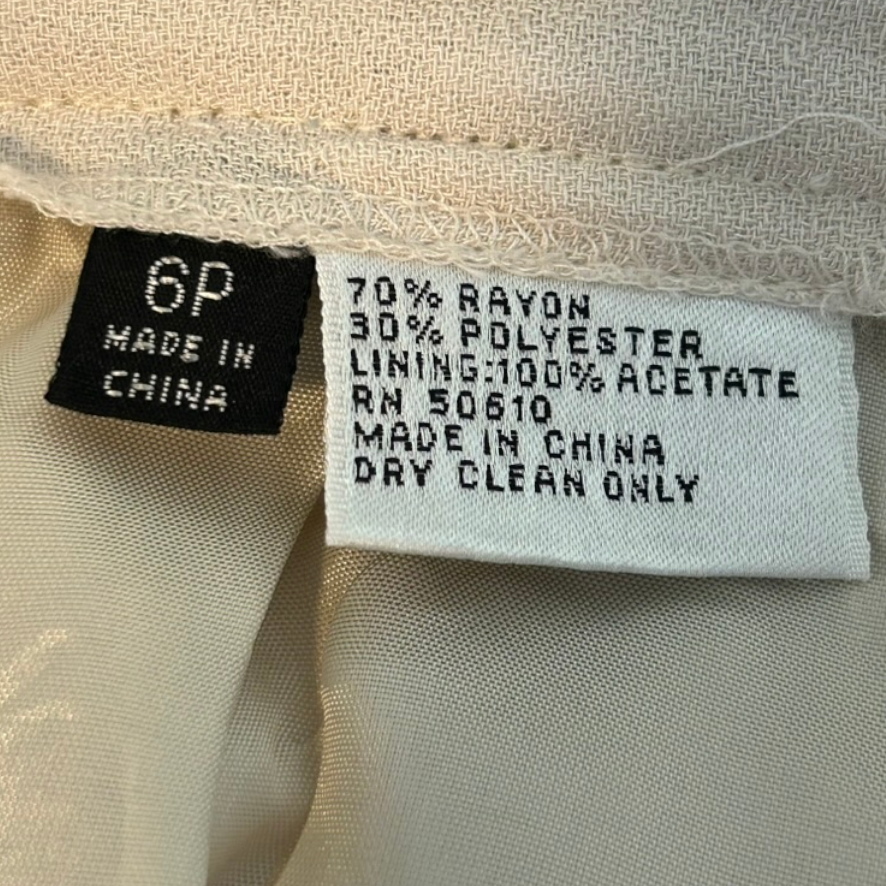 6P
MADE IN
CHINA
70% RAYON
30% POLYESTER
LINING:100% ACETATE
RN 50610
MADE IN CHINA
DRY CLEAN ONLY